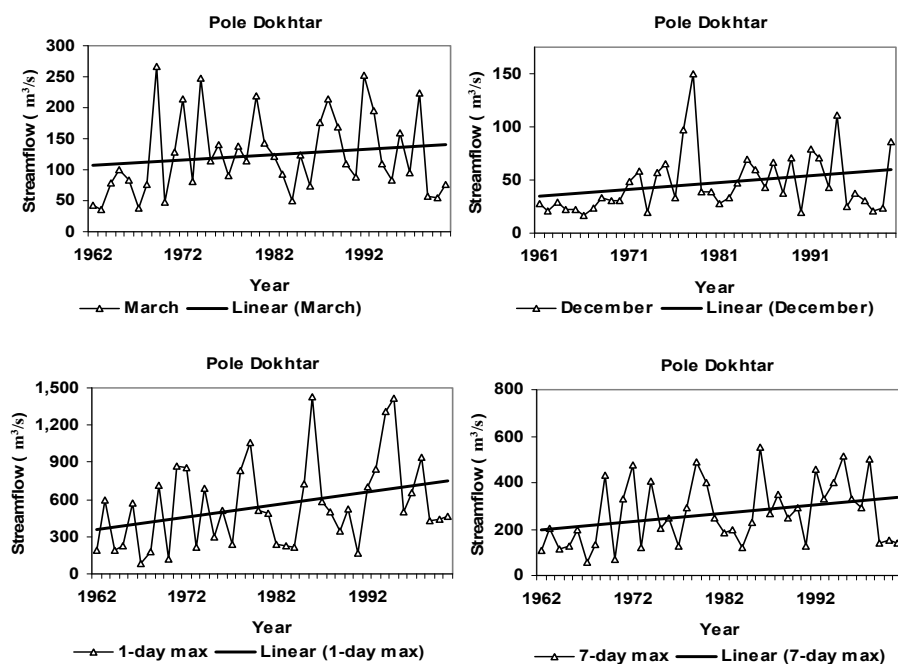 Pole Dokhtar
Streamflow ( m³/s)
300
250
200
150
100
50
0
1962 1972 1982 1992
Year
March Linear (March)
Pole Dokhtar
Streamflow ( m³/s)
150
100
50
0
1961 1971 1981 1991
Year
December Linear (December)
Pole Dokhtar
Streamflow ( m³/s)
1,500
1,200
900
600
300
0
1962 1972 1982 1992
Year
1-day max Linear (1-day max)
Pole Dokhtar
Streamflow ( m³/s)
800
600
400
200
0
1962 1972 1982 1992
Year
7-day max Linear (7-day max)